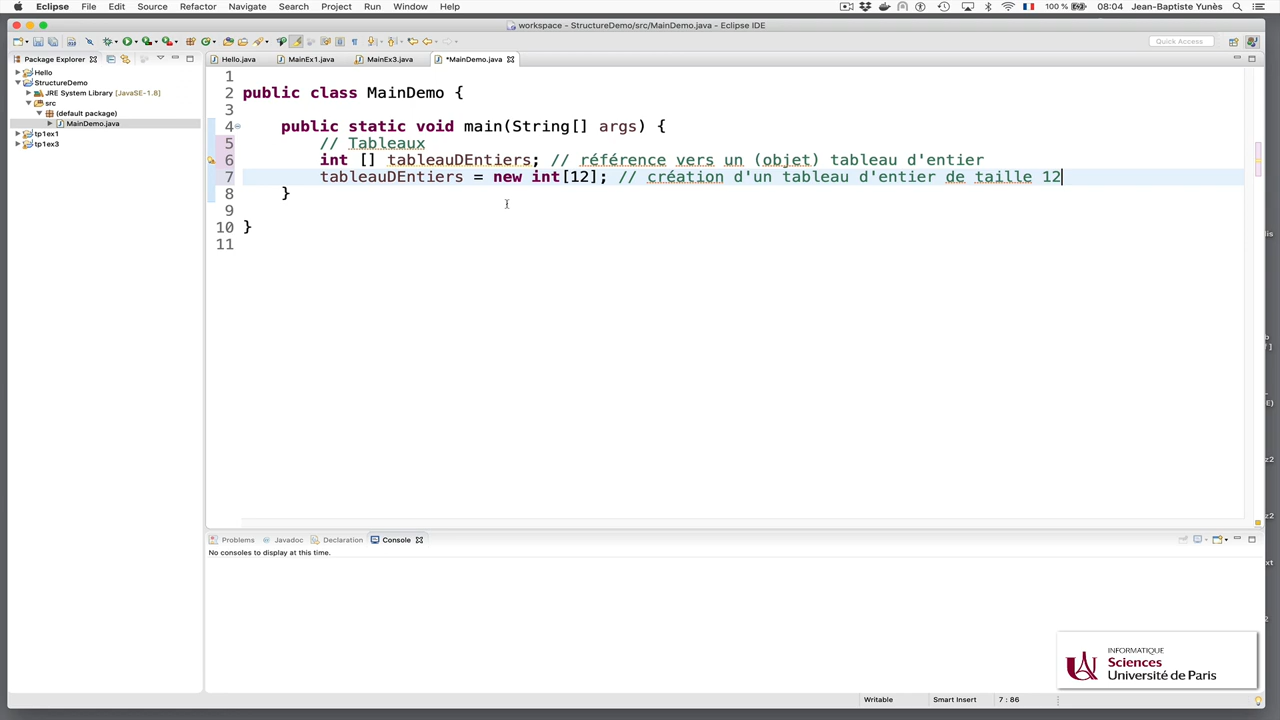 Eclipse File Edit Source Refactor Navigate Search Project Run Window Help 100 % 08:04 Jean-Baptiste Yunès
workspace - StructureDemo/src/MainDemo.java - Eclipse IDE
Quick Access
Package Explorer
Hello.java MainEx1.java MainEx3.java *MainDemo.java
Hello
StructureDemo
JRE System Library [JavaSE-1.8]
src
(default package)
MainDemo.java
tp1ex1
tp1ex3
1
2 public class MainDemo {
3
4 public static void main(String[] args) {
5 // Tableaux
6 int [] tableauDEntiers; // référence vers un (objet) tableau d'entier
7 tableauDEntiers = new int[12]; // création d'un tableau d'entier de taille 12
8 }
9
10 }
11
Problems Javadoc Declaration Console
No consoles to display at this time.
INFORMATIQUE
Sciences
Université de Paris
Writable Smart Insert 7 : 86